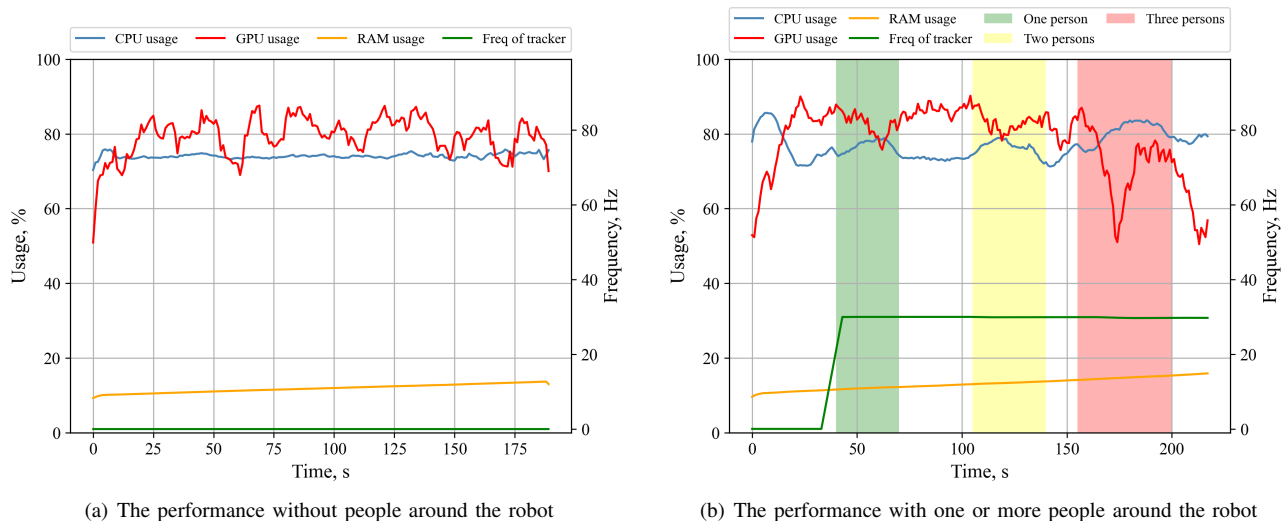 CPU usage GPU usage RAM usage Freq of tracker
100
80
60
40
20
0
Usage, %
80
60
40
20
0
Frequency, Hz
0 25 50 75 100 125 150 175
Time, s
(a) The performance without people around the robot
CPU usage RAM usage One person Three persons
GPU usage Freq of tracker Two persons
100
80
60
40
20
0
Usage, %
80
60
40
20
0
Frequency, Hz
0 50 100 150 200
Time, s
(b) The performance with one or more people around the robot